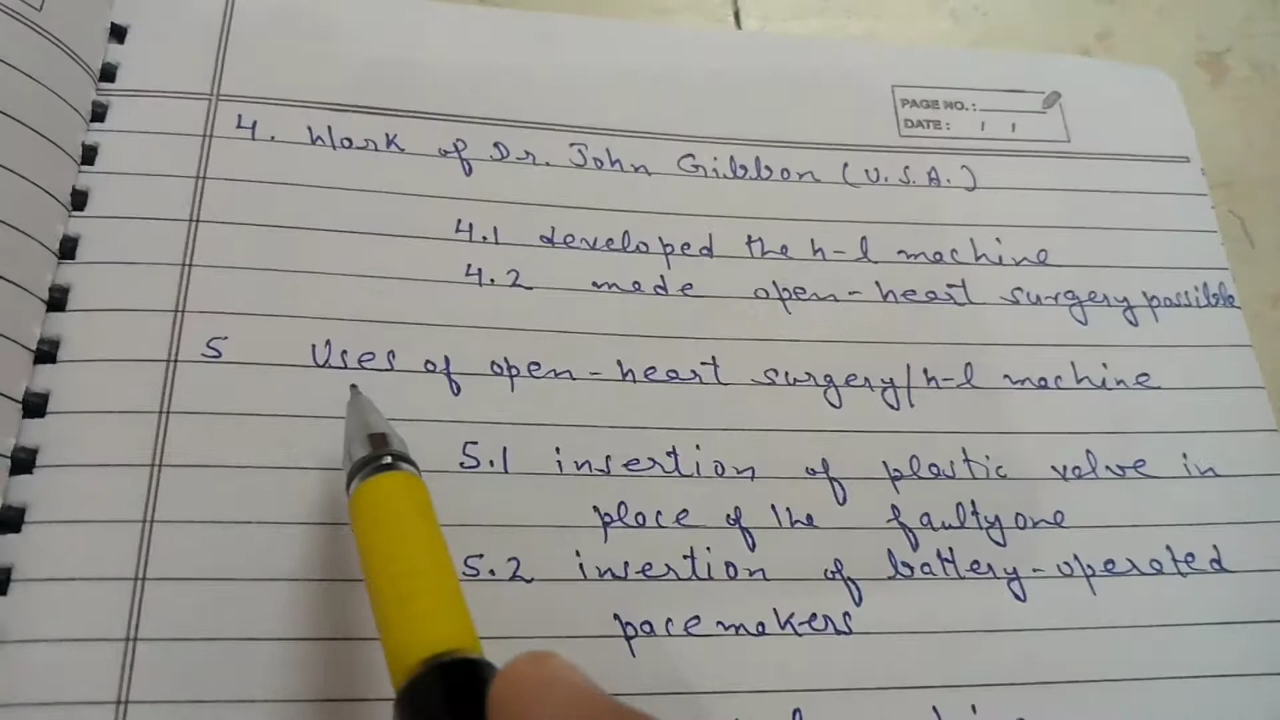 PAGE NO.:
DATE: / /
4. Work of Dr. John Gibbon (U.S.A.)
4.1 developed the h-l machine
4.2 made open-heart surgery possible
5 Uses of open-heart surgery/h-l machine
5.1 insertion of plastic valve in
place of the faulty one
5.2 insertion of battery-operated
pacemakers